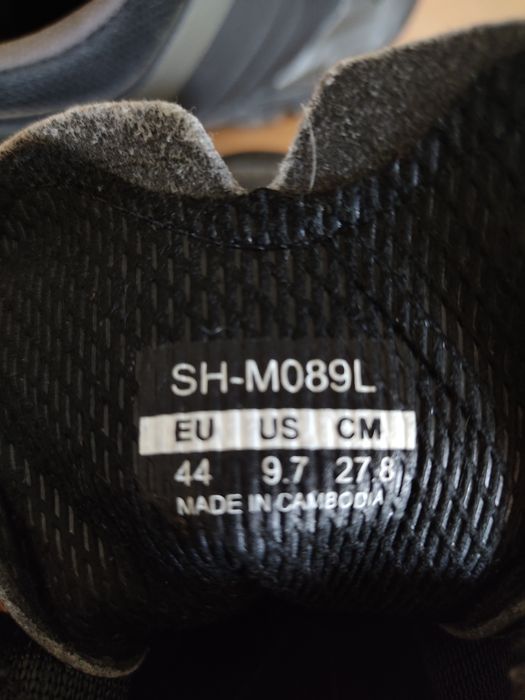 SH-M089L
EU US CM
44 9.7 27.8
MADE IN CAMBODIA